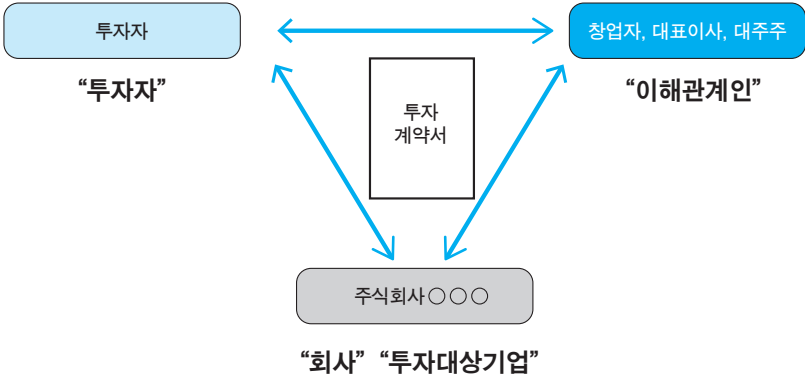 투자자
창업자, 대표이사, 대주주
“투자자”
“이해관계인”
투자
계약서
주식회사○○○
“회사” “투자대상기업”